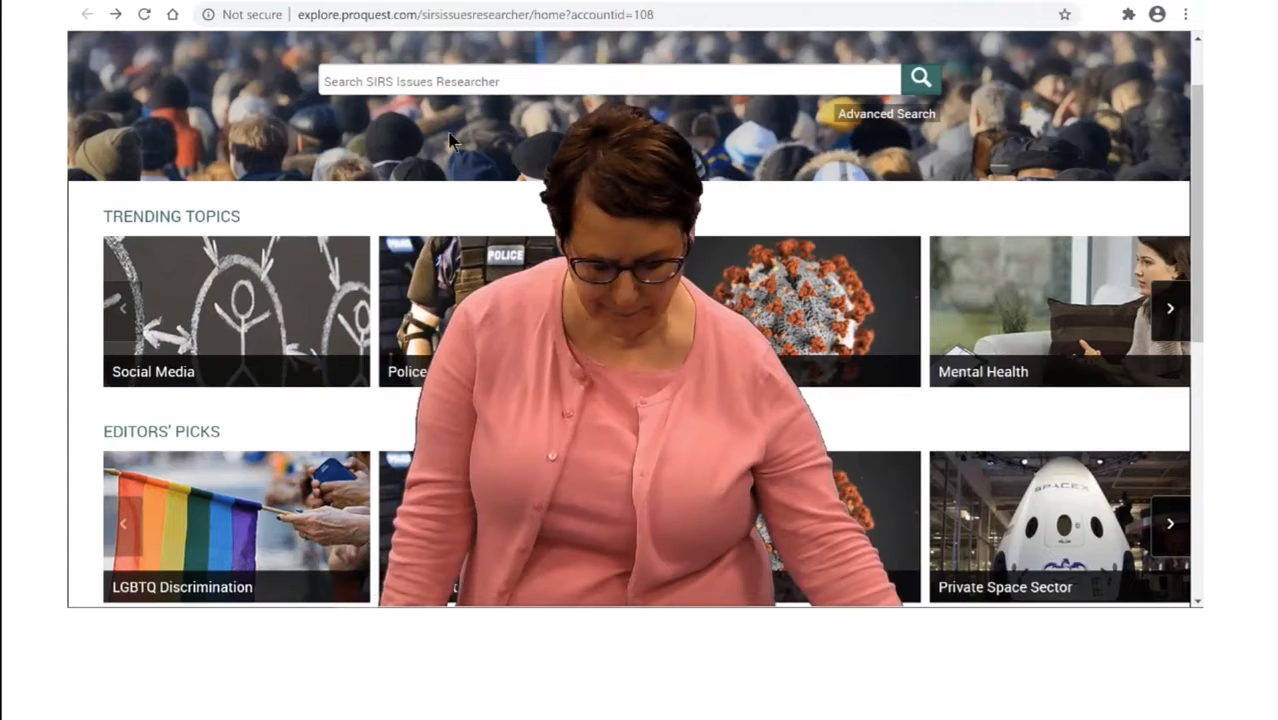 Not secure explore.proquest.com/sirsissuesresearcher/home?accountid=108
Search SIRS Issues Researcher
Advanced Search
TRENDING TOPICS
POLICE
Social Media
Police
Mental Health
EDITORS' PICKS
SPACEX
LGBTQ Discrimination
Private Space Sector